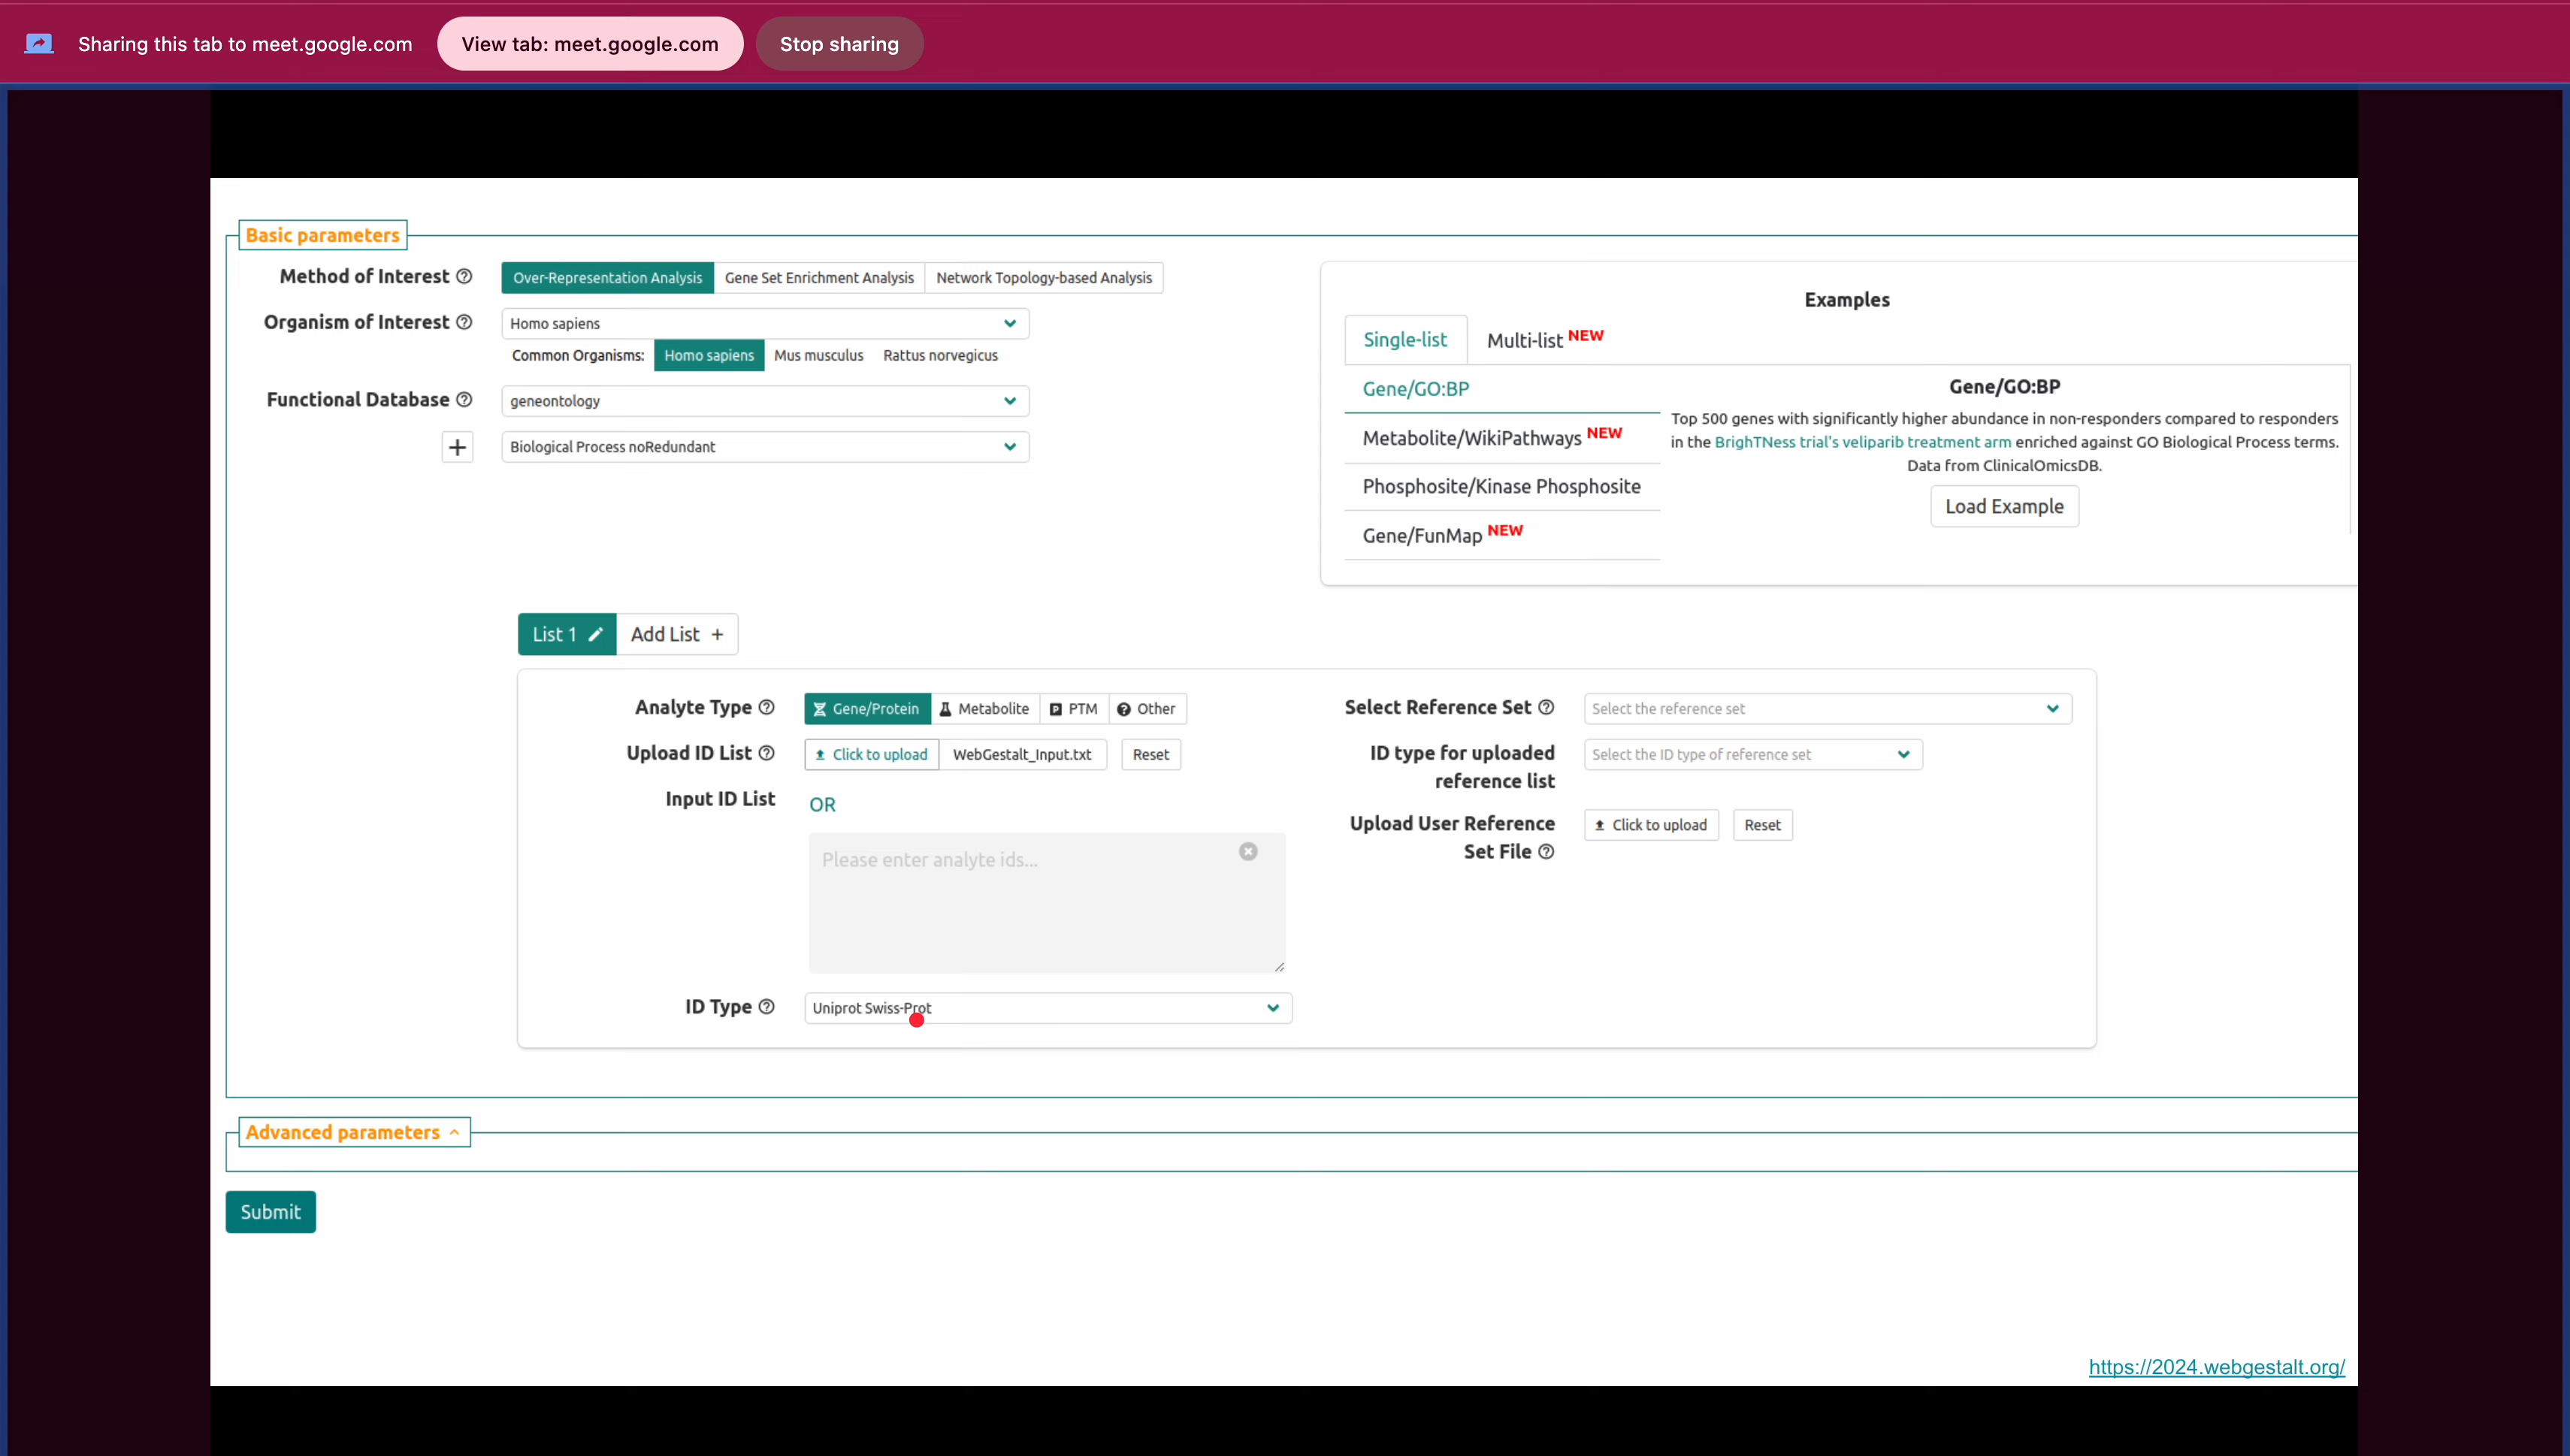 Sharing this tab to meet.google.com View tab: meet.google.com Stop sharing
Basic parameters
Method of Interest Over-Representation Analysis Gene Set Enrichment Analysis Network Topology-based Analysis
Organism of Interest Homo sapiens
Common Organisms: Homo sapiens Mus musculus Rattus norvegicus
Functional Database geneontology
+ Biological Process noRedundant
Examples
Single-list Multi-list NEW
Gene/GO:BP
Metabolite/WikiPathways NEW
Phosphosite/Kinase Phosphosite
Gene/FunMap NEW
Gene/GO:BP
Top 500 genes with significantly higher abundance in non-responders compared to responders
in the BrighTNess trial's veliparib treatment arm enriched against GO Biological Process terms.
Data from ClinicalOmicsDB.
Load Example
List 1 Add List +
Analyte Type Gene/Protein Metabolite PTM Other
Upload ID List Click to upload WebGestalt_Input.txt Reset
Input ID List OR
Please enter analyte ids...
ID Type Uniprot Swiss-Prot
Select Reference Set Select the reference set
ID type for uploaded
reference list
Select the ID type of reference set
Upload User Reference
Set File
Click to upload Reset
Advanced parameters
Submit
https://2024.webgestalt.org/